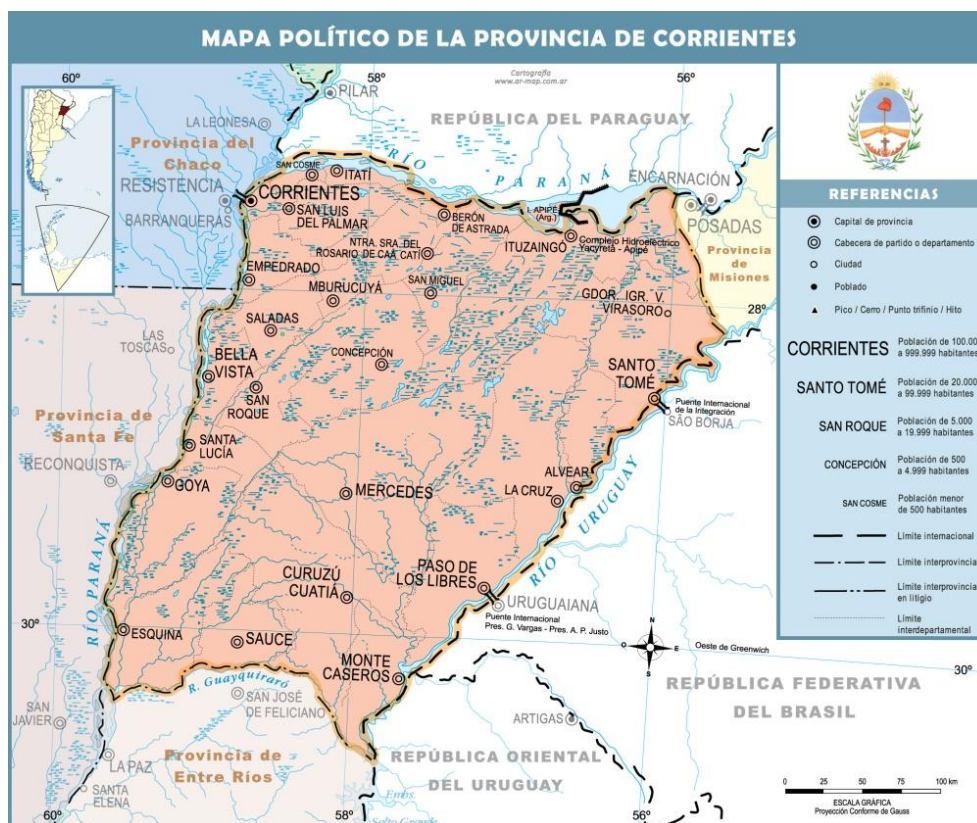 MAPA POLÍTICO DE LA PROVINCIA DE CORRIENTES
60º
58º
56º
Cartografía
www.ar-map.com.ar
PILAR
LA LEONESA
REPÚBLICA DEL PARAGUAY
Provincia del
Chaco
RÍO
PARANÁ
SAN COSME
ITATÍ
RESISTENCIA
CORRIENTES
BARRANQUERAS
SAN LUIS
DEL PALMAR
BERÓN
DE ASTRADA
I. APIPÉ
(Arg.)
ENCARNACIÓN
POSADAS
ITUZAINGÓ
Complejo Hidroeléctrico
Yacyretá - Apipé
NTRA. SRA. DEL
ROSARIO DE CAÁ CATÍ
Provincia
de
Misiones
EMPEDRADO
MBURUCUYÁ
SAN MIGUEL
GDOR. IGR. V.
VIRASORO
28º
SALADAS
LAS
TOSCAS
BELLA
VISTA
CONCEPCIÓN
SAN
ROQUE
SANTO
TOMÉ
Puente Internacional
de la Integración
SÃO BORJA
Provincia de
Santa Fe
SANTA
LUCÍA
RECONQUISTA
GOYA
MERCEDES
ALVEAR
LA CRUZ
RÍO URUGUAY
RÍO PARANÁ
PASO DE
LOS LIBRES
CURUZÚ
CUATIÁ
URUGUAIANA
Puente Internacional
Pres. G. Vargas - Pres. A. P. Justo
30º
ESQUINA
SAUCE
MONTE
CASEROS
N
O
E
S
Oeste de Greenwich
30º
R. Guayquiraró
SAN JOSÉ
DE FELICIANO
SAN
JAVIER
REPÚBLICA FEDERATIVA
DEL BRASIL
ARTIGAS
LA PAZ
Provincia de
Entre Ríos
REPÚBLICA ORIENTAL
DEL URUGUAY
SANTA
ELENA
Emb.
Salto Grande
60º
58º
56º
0 25 50 75 100 km
ESCALA GRÁFICA
Proyección Conforme de Gauss
REFERENCIAS
Capital de provincia
Cabecera de partido o departamento
Ciudad
Poblado
Pico / Cerro / Punto trifinio / Hito
CORRIENTES
Población de 100.00
a 999.999 habitantes
SANTO TOMÉ
Población de 20.000
a 99.999 habitantes
SAN ROQUE
Población de 5.000
a 19.999 habitantes
CONCEPCIÓN
Población de 500
a 4.999 habitantes
SAN COSME
Población menor
de 500 habitantes
Límite internacional
Límite interprovincia
Límite interprovincia
en litigio
Límite
interdepartamental